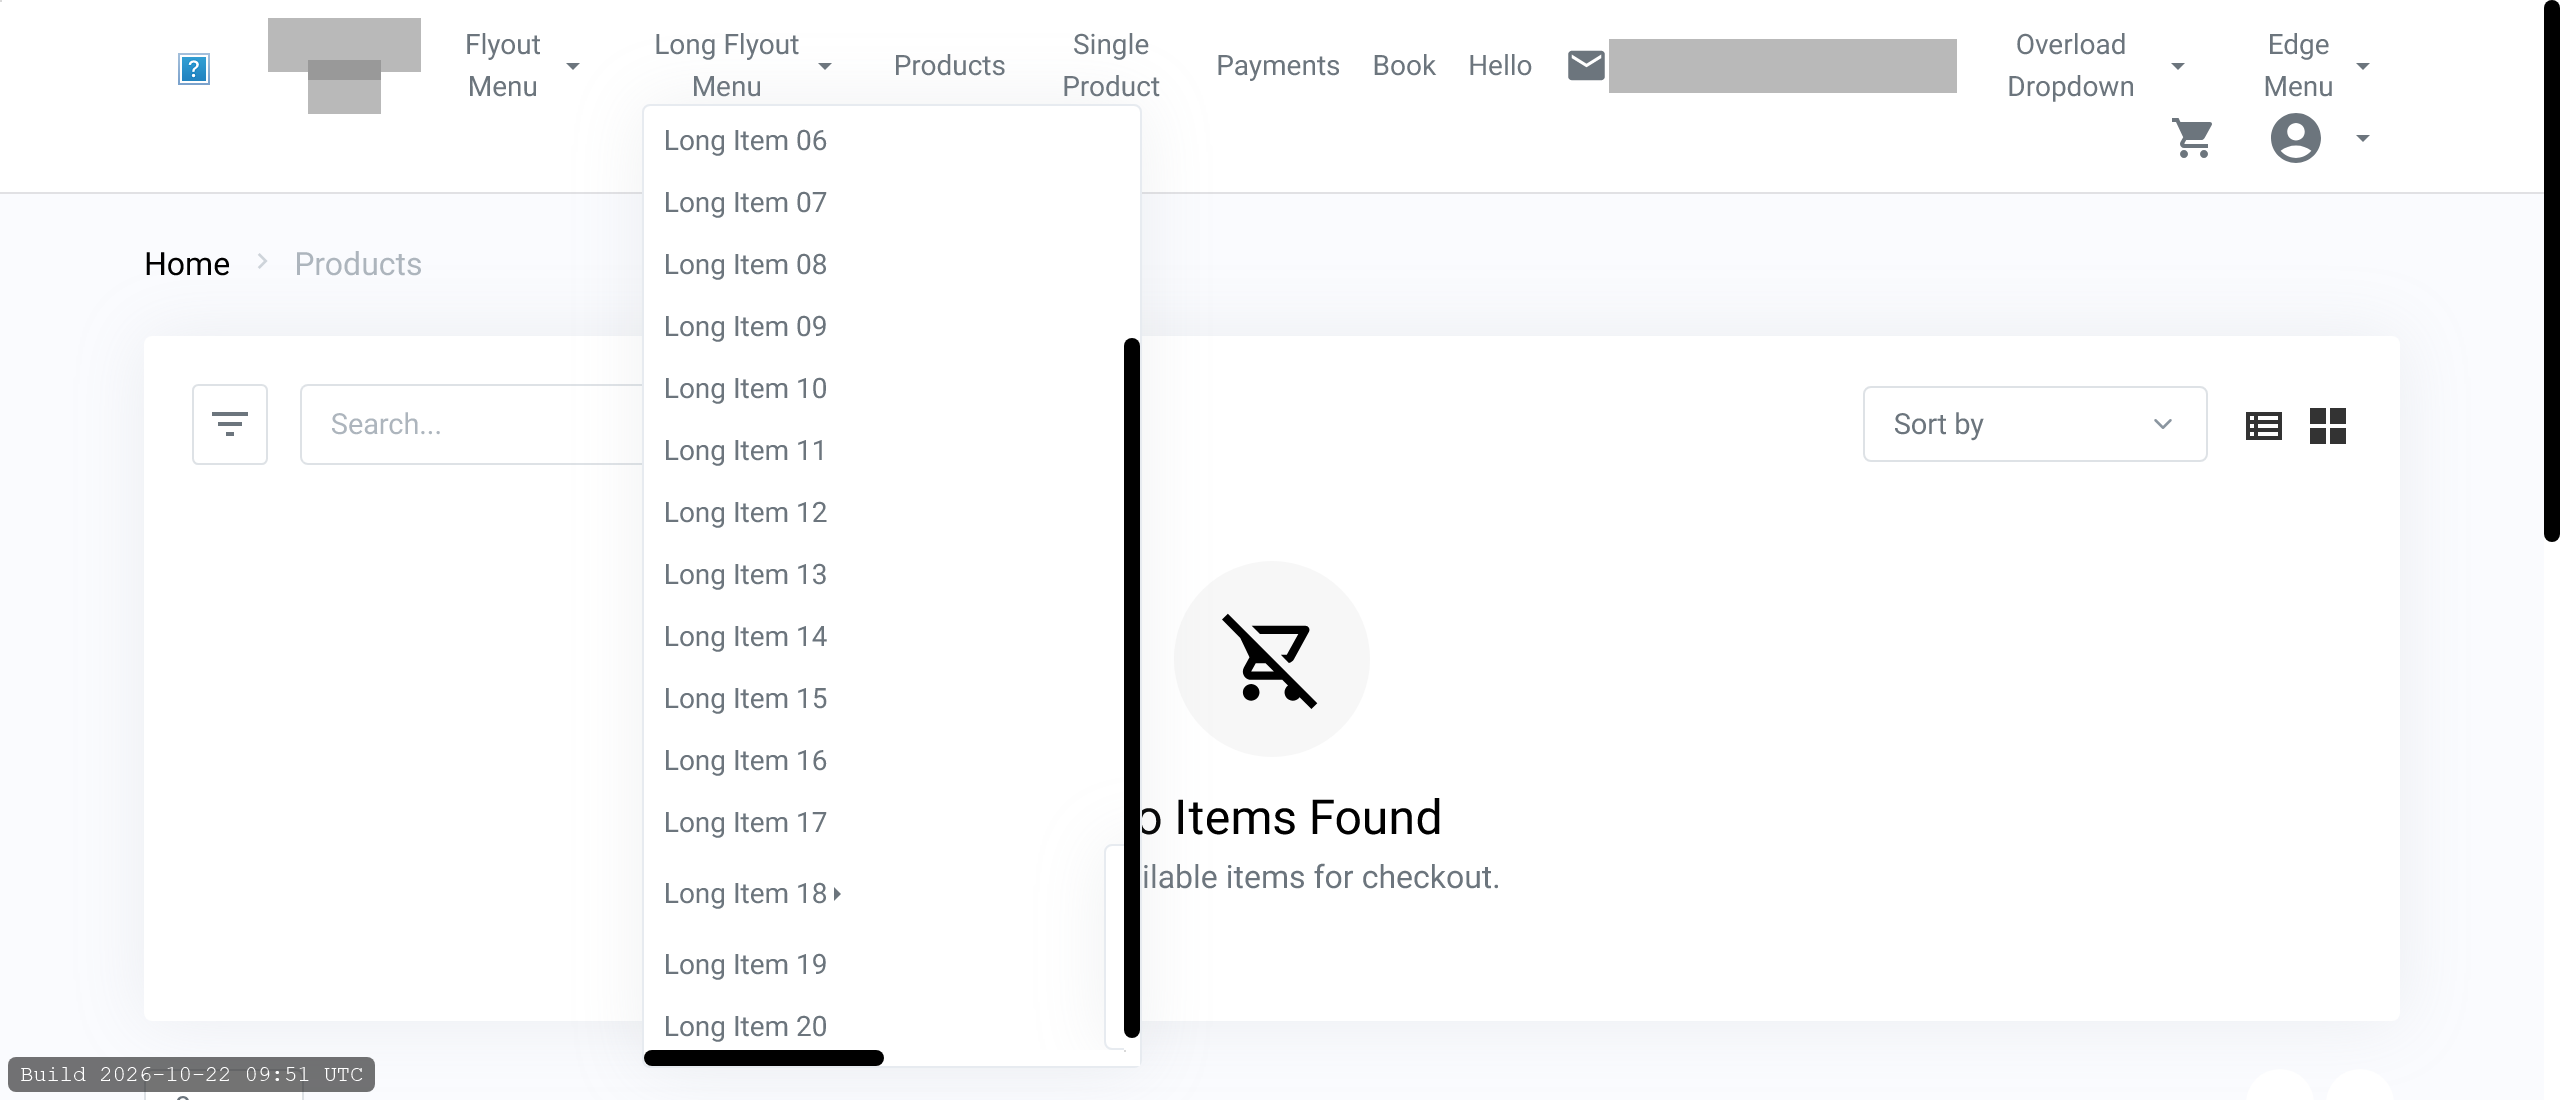 ?
Flyout
Menu
Long Flyout
Menu
Products
Single
Product
Payments
Book
Hello
Overload
Dropdown
Edge
Menu
Long Item 06
Long Item 07
Long Item 08
Long Item 09
Long Item 10
Long Item 11
Long Item 12
Long Item 13
Long Item 14
Long Item 15
Long Item 16
Long Item 17
Long Item 18
Long Item 19
Long Item 20
Home
Products
Search...
Sort by
o Items Found
ilable items for checkout.
Build 2026-10-22 09:51 UTC